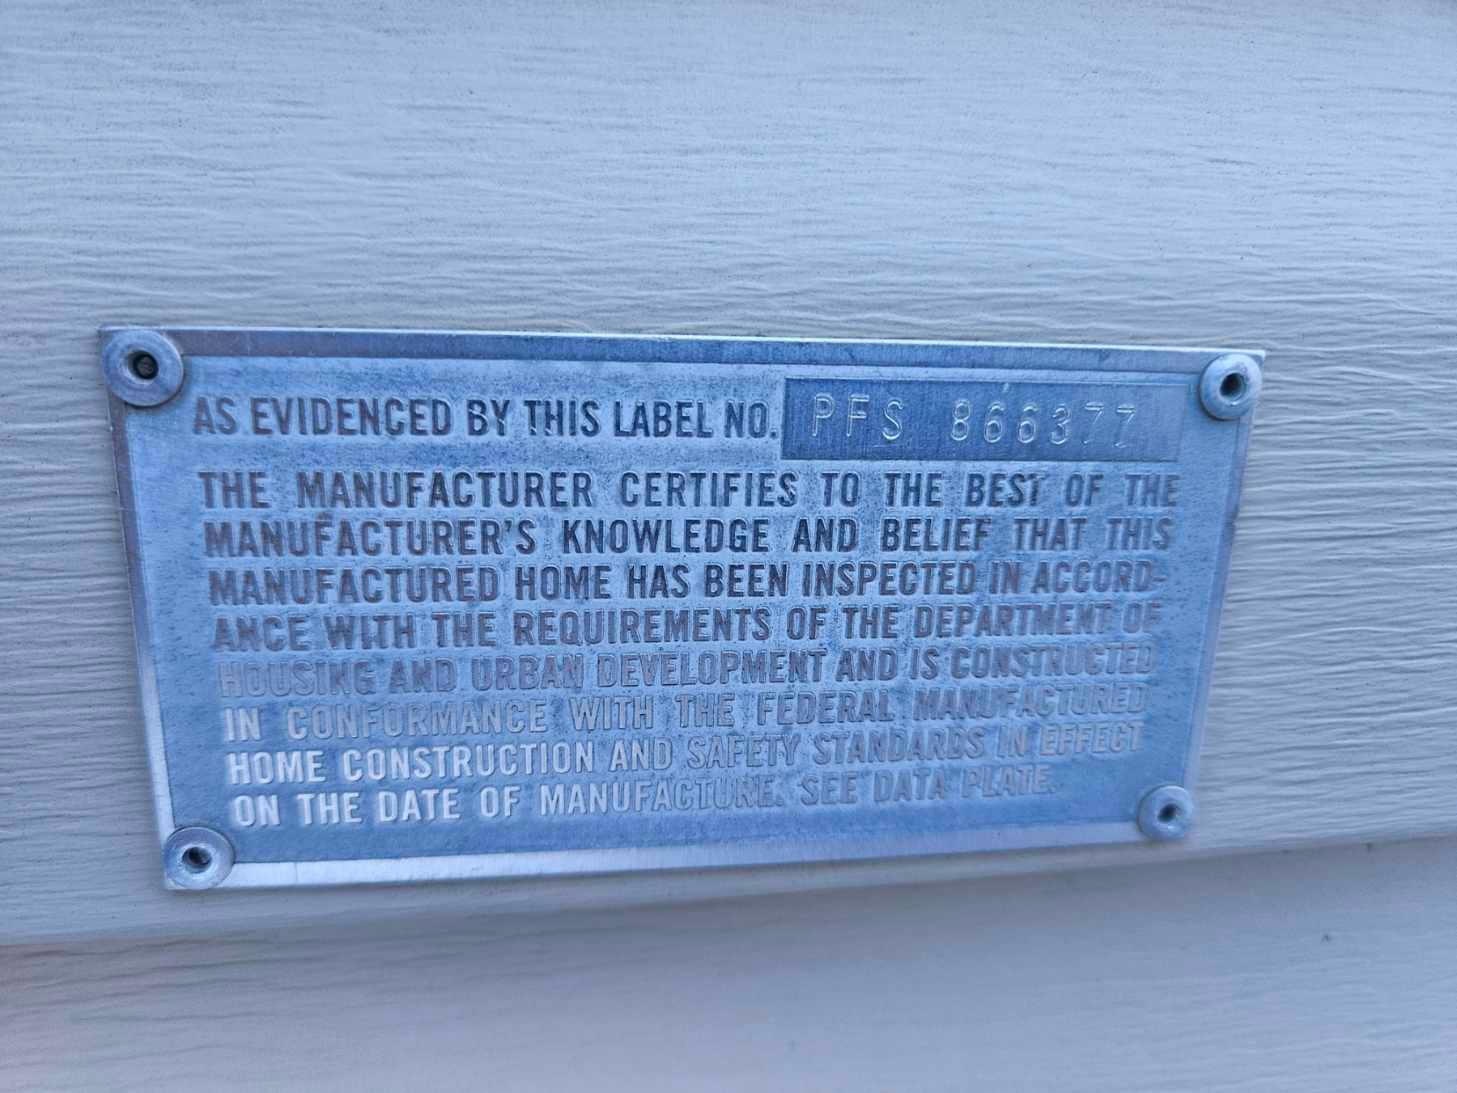 AS EVIDENCED BY THIS LABEL NO. PFS 866377
THE MANUFACTURER CERTIFIES TO THE BEST OF THE
MANUFACTURER'S KNOWLEDGE AND BELIEF THAT THIS
MANUFACTURED HOME HAS BEEN INSPECTED IN ACCORD-
ANCE WITH THE REQUIREMENTS OF THE DEPARTMENT OF
HOUSING AND URBAN DEVELOPMENT AND IS CONSTRUCTED
IN CONFORMANCE WITH THE FEDERAL MANUFACTURED
HOME CONSTRUCTION AND SAFETY STANDARDS IN EFFECT
ON THE DATE OF MANUFACTURE. SEE DATA PLATE.